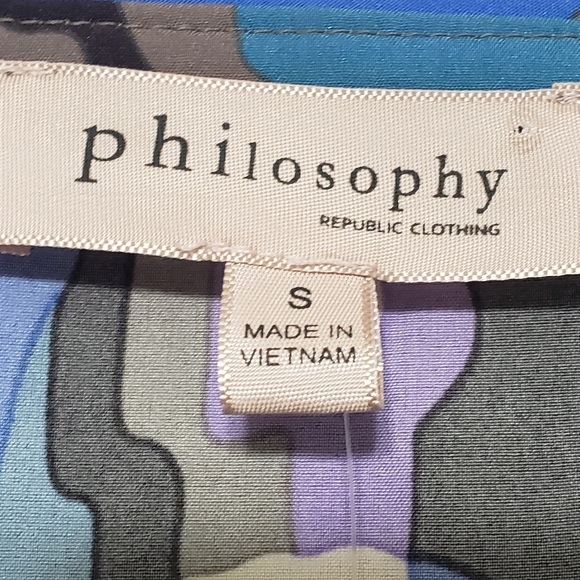 philosophy
REPUBLIC CLOTHING
S
MADE IN
VIETNAM